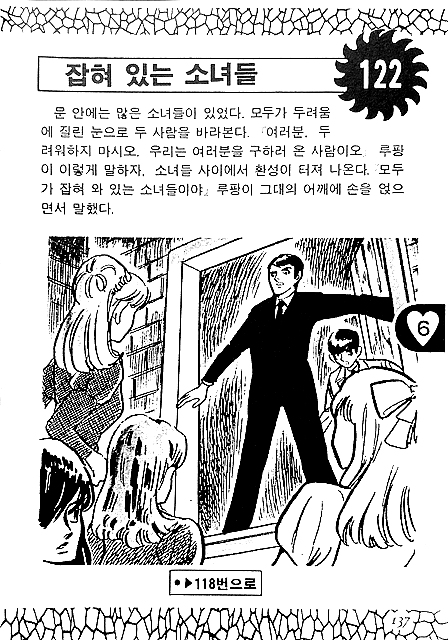 잡혀 있는 소녀들
122
문 안에는 많은 소녀들이 있었다. 모두가 두려움
에 질린 눈으로 두 사람을 바라본다. 「여러분, 두
려워하지 마시오. 우리는 여러분을 구하러 온 사람이오」 루팡
이 이렇게 말하자, 소녀들 사이에서 환성이 터져 나온다. 「모두
가 잡혀 와 있는 소녀들이야」 루팡이 그대의 어깨에 손을 얹으
면서 말했다.
6
●▶118번으로
137